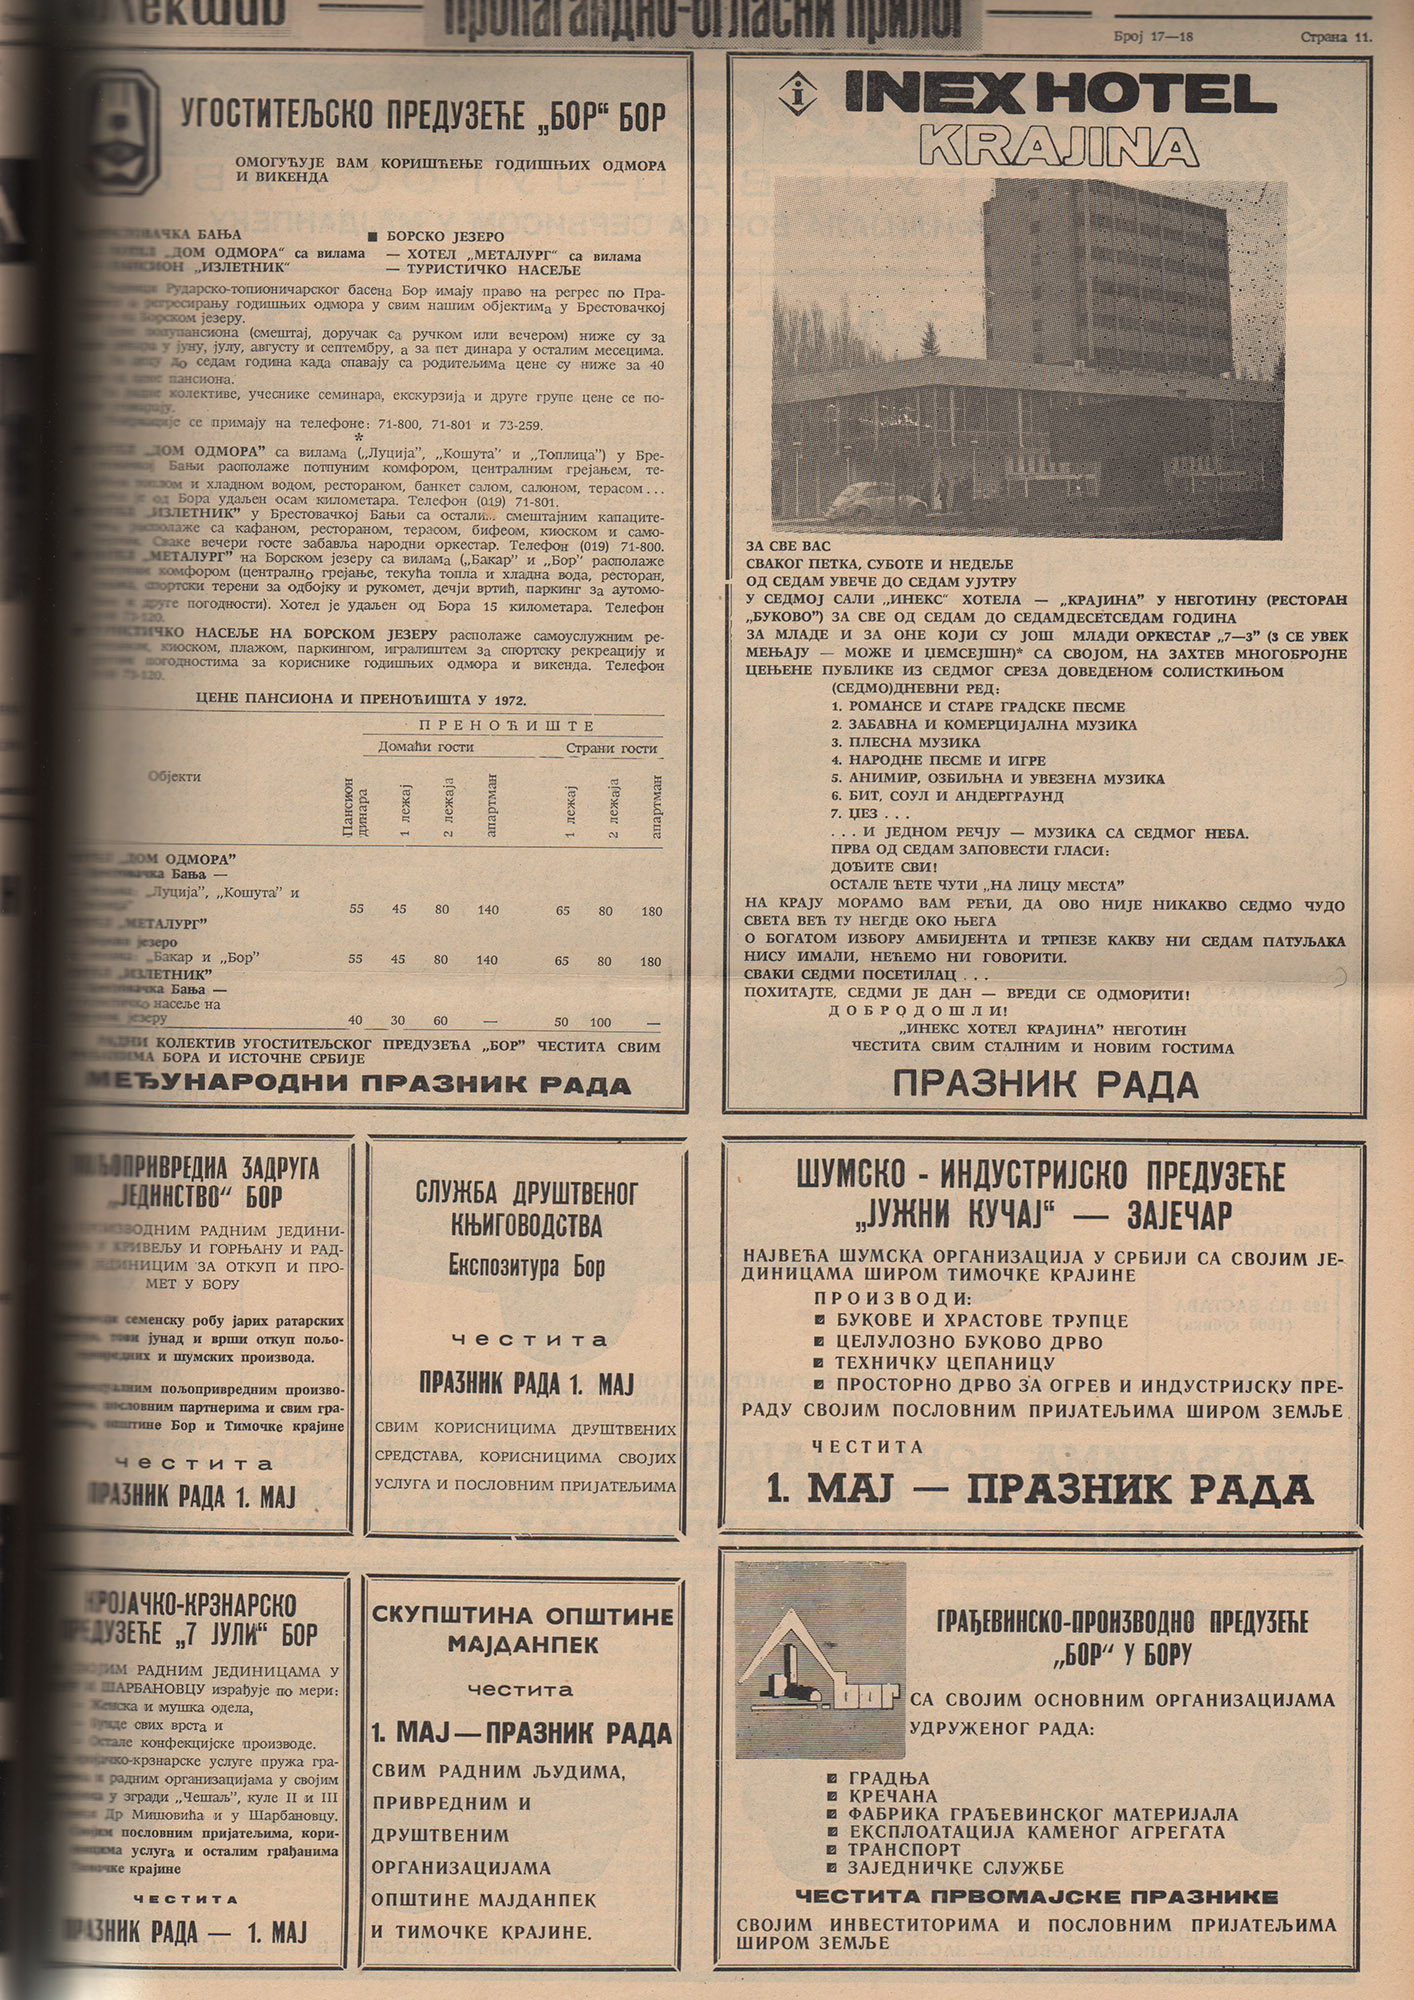 Пропагандно-огласни прилог
Број 17—18
Страна 11.
УГОСТИТЕЉСКО ПРЕДУЗЕЋЕ „БОР“ БОР
ОМОГУЋУЈЕ ВАМ КОРИШЋЕЊЕ ГОДИШЊИХ ОДМОРА
И ВИКЕНДА
БАЊА
„ДОМ ОДМОРА“ са вилама
„ИЗЛЕТНИК“
■ БОРСКО ЈЕЗЕРО
— ХОТЕЛ „МЕТАЛУРГ“ са вилама
— ТУРИСТИЧКО НАСЕЉЕ
Рударско-топионичарског басена Бор имају право на регрес по Пра-
регресирању годишњих одмора у свим нашим објектима у Брестовачкој
језеру.
(смештај, доручак са ручком или вечером) ниже су за
у јуну, јулу, августу и септембру, а за пет динара у осталим месецима.
до седам година када спавају са родитељима цене су ниже за 40
пансиона.
колективе, учеснике семинара, екскурзија и друге групе цене се по-
се примају на телефоне: 71-800, 71-801 и 73-259.
*
„ДОМ ОДМОРА” са вилама („Луција”, „Кошута” и „Топлица”) у Бре-
Бањи располаже потпуним комфором, централним грејањем, те-
и хладном водом, рестораном, банкет салом, салоном, терасом...
од Бора удаљен осам километара. Телефон (019) 71-801.
„ИЗЛЕТНИК” у Брестовачкој Бањи са остали.. смештајним капаците-
са кафаном, рестораном, терасом, бифеом, киоском и само-
Сваке вечери госте забавља народни оркестар. Телефон (019) 71-800.
„МЕТАЛУРГ” на Борском језеру са вилама („Бакар” и „Бор” располаже
комфором (централно грејање, текућа топла и хладна вода, ресторан,
спортски терени за одбојку и рукомет, дечји вртић, паркинг за аутомо-
и друге погодности). Хотел је удаљен од Бора 15 километара. Телефон
НАСЕЉЕ НА БОРСКОМ ЈЕЗЕРУ располаже самоуслужним ре-
киоском, плажом, паркингом, игралиштем за спортску рекреацију и
погодностима за кориснике годишњих одмора и викенда. Телефон
ЦЕНЕ ПАНСИОНА И ПРЕНОЋИШТА У 1972.
ПРЕНОЋИШТЕ
Домаћи гости Страни гости
Објекти Пансион динара 1 лежај 2 лежаја апартман 1 лежај 2 лежаја апартман
„ДОМ ОДМОРА”
Бања —
„Луција”, „Кошута” и
55 45 80 140 65 80 180
„МЕТАЛУРГ”
језеро
„Бакар и „Бор” 55 45 80 140 65 80 180
„ИЗЛЕТНИК”
Бања —
насеље на
језеру 40 30 60 — 50 100 —
КОЛЕКТИВ УГОСТИТЕЉСКОГ ПРЕДУЗЕЋА „БОР” ЧЕСТИТА СВИМ
БОРА И ИСТОЧНЕ СРБИЈЕ
МЕЂУНАРОДНИ ПРАЗНИК РАДА
INEX HOTEL
KRAJINA
ЗА СВЕ ВАС
СВАКОГ ПЕТКА, СУБОТЕ И НЕДЕЉЕ
ОД СЕДАМ УВЕЧЕ ДО СЕДАМ УЈУТРУ
У СЕДМОЈ САЛИ „ИНЕКС“ ХОТЕЛА — „КРАЈИНА” У НЕГОТИНУ (РЕСТОРАН
„БУКОВО”) ЗА СВЕ ОД СЕДАМ ДО СЕДАМДЕСЕТСЕДАМ ГОДИНА
ЗА МЛАДЕ И ЗА ОНЕ КОЈИ СУ ЈОШ МЛАДИ ОРКЕСТАР „7—3” (3 СЕ УВЕК
МЕЊАЈУ — МОЖЕ И ЏЕМСЕЈШН)* СА СВОЈОМ, НА ЗАХТЕВ МНОГОБРОЈНЕ
ЦЕЊЕНЕ ПУБЛИКЕ ИЗ СЕДМОГ СРЕЗА ДОВЕДЕНОМ СОЛИСТКИЊОМ
(СЕДМО)ДНЕВНИ РЕД:
1. РОМАНСЕ И СТАРЕ ГРАДСКЕ ПЕСМЕ
2. ЗАБАВНА И КОМЕРЦИЈАЛНА МУЗИКА
3. ПЛЕСНА МУЗИКА
4. НАРОДНЕ ПЕСМЕ И ИГРЕ
5. АНИМИР, ОЗБИЉНА И УВЕЗЕНА МУЗИКА
6. БИТ, СОУЛ И АНДЕРГРАУНД
7. ЏЕЗ . . .
. . . И ЈЕДНОМ РЕЧЈУ — МУЗИКА СА СЕДМОГ НЕБА.
ПРВА ОД СЕДАМ ЗАПОВЕСТИ ГЛАСИ:
ДОЂИТЕ СВИ!
ОСТАЛЕ ЋЕТЕ ЧУТИ „НА ЛИЦУ МЕСТА”
НА КРАЈУ МОРАМО ВАМ РЕЋИ, ДА ОВО НИЈЕ НИКАКВО СЕДМО ЧУДО
СВЕТА ВЕЋ ТУ НЕГДЕ ОКО ЊЕГА
О БОГАТОМ ИЗБОРУ АМБИЈЕНТА И ТРПЕЗЕ КАКВУ НИ СЕДАМ ПАТУЉАКА
НИСУ ИМАЛИ, НЕЋЕМО НИ ГОВОРИТИ.
СВАКИ СЕДМИ ПОСЕТИЛАЦ . . .
ПОХИТАЈТЕ, СЕДМИ ЈЕ ДАН — ВРЕДИ СЕ ОДМОРИТИ!
ДОБРОДОШЛИ!
„ИНЕКС ХОТЕЛ КРАЈИНА” НЕГОТИН
ЧЕСТИТА СВИМ СТАЛНИМ И НОВИМ ГОСТИМА
ПРАЗНИК РАДА
ПОЉОПРИВРЕДНА ЗАДРУГА
„ЈЕДИНСТВО“ БОР
РАДНИМ ЈЕДИНИ-
КРИВЕЉУ И ГОРЊАНУ И РАД-
ЈЕДИНИЦИМ ЗА ОТКУП И ПРО-
МЕТ У БОРУ
семенску робу јарих ратарских
јунад и врши откуп пољо-
и шумских производа.
пољопривредним произво-
пословним партнерима и свим гра-
општине Бор и Тимочке крајине
честита
ПРАЗНИК РАДА 1. МАЈ
СЛУЖБА ДРУШТВЕНОГ
КЊИГОВОДСТВА
Експозитура Бор
честита
ПРАЗНИК РАДА 1. МАЈ
СВИМ КОРИСНИЦИМА ДРУШТВЕНИХ
СРЕДСТАВА, КОРИСНИЦИМА СВОЈИХ
УСЛУГА И ПОСЛОВНИМ ПРИЈАТЕЉИМА
ШУМСКО - ИНДУСТРИЈСКО ПРЕДУЗЕЋЕ
„ЈУЖНИ КУЧАЈ“ — ЗАЈЕЧАР
НАЈВЕЋА ШУМСКА ОРГАНИЗАЦИЈА У СРБИЈИ СА СВОЈИМ ЈЕ-
ДИНИЦАМА ШИРОМ ТИМОЧКЕ КРАЈИНЕ
ПРОИЗВОДИ:
БУКОВЕ И ХРАСТОВЕ ТРУПЦЕ
ЦЕЛУЛОЗНО БУКОВО ДРВО
ТЕХНИЧКУ ЦЕПАНИЦУ
ПРОСТОРНО ДРВО ЗА ОГРЕВ И ИНДУСТРИЈСКУ ПРЕ-
РАДУ СВОЈИМ ПОСЛОВНИМ ПРИЈАТЕЉИМА ШИРОМ ЗЕМЉЕ
ЧЕСТИТА
1. МАЈ — ПРАЗНИК РАДА
КРОЈАЧКО-КРЗНАРСКО
ПРЕДУЗЕЋЕ „7 ЈУЛИ“ БОР
РАДНИМ ЈЕДИНИЦАМА У
ШАРБАНОВЦУ израђује по мери:
Женска и мушка одела,
свих врста и
Остале конфекцијске производе.
услуге пружа гра-
радним организацијама у својим
у згради „Чешаљ”, куле II и III
Др Мишовића и у Шарбановцу.
пословним пријатељима, кори-
услуга и осталим грађанима
крајине
ЧЕСТИТА
ПРАЗНИК РАДА — 1. МАЈ
СКУПШТИНА ОПШТИНЕ
МАЈДАНПЕК
честита
1. МАЈ—ПРАЗНИК РАДА
СВИМ РАДНИМ ЉУДИМА,
ПРИВРЕДНИМ И
ДРУШТВЕНИМ
ОРГАНИЗАЦИЈАМА
ОПШТИНЕ МАЈДАНПЕК
И ТИМОЧКЕ КРАЈИНЕ.
bor
ГРАЂЕВИНСКО-ПРОИЗВОДНО ПРЕДУЗЕЋЕ
„БОР“ У БОРУ
СА СВОЈИМ ОСНОВНИМ ОРГАНИЗАЦИЈАМА
УДРУЖЕНОГ РАДА:
ГРАДЊА
КРЕЧАНА
ФАБРИКА ГРАЂЕВИНСКОГ МАТЕРИЈАЛА
ЕКСПЛОАТАЦИЈА КАМЕНОГ АГРЕГАТА
ТРАНСПОРТ
ЗАЈЕДНИЧКЕ СЛУЖБЕ
ЧЕСТИТА ПРВОМАЈСКЕ ПРАЗНИКЕ
СВОЈИМ ИНВЕСТИТОРИМА И ПОСЛОВНИМ ПРИЈАТЕЉИМА
ШИРОМ ЗЕМЉЕ